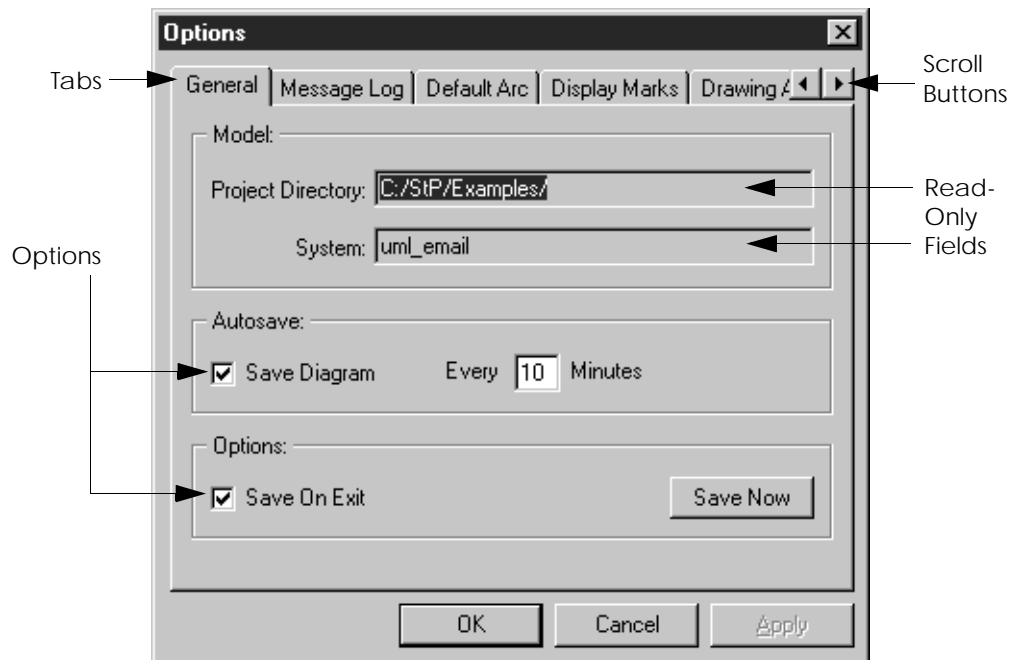 Options
Tabs
General
Message Log
Default Arc
Display Marks
Drawing
Scroll
Buttons
Model:
Project Directory: C:/StP/Examples/
Read-
Only
Fields
System: uml_email
Options
Autosave:
Save Diagram Every 10 Minutes
Options:
Save On Exit
Save Now
OK
Cancel
Apply